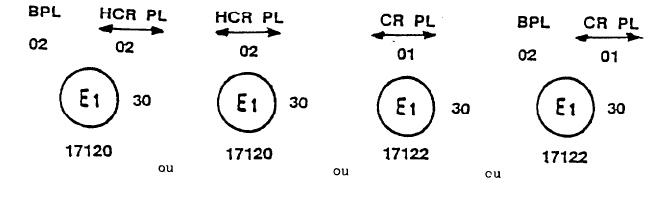 BPL HCR PL HCR PL CR PL BPL CR PL
02 02 02 01 02 01
E1 30 E1 30 E1 30 E1 30
17120 17120 17122 17122
ou ou cu